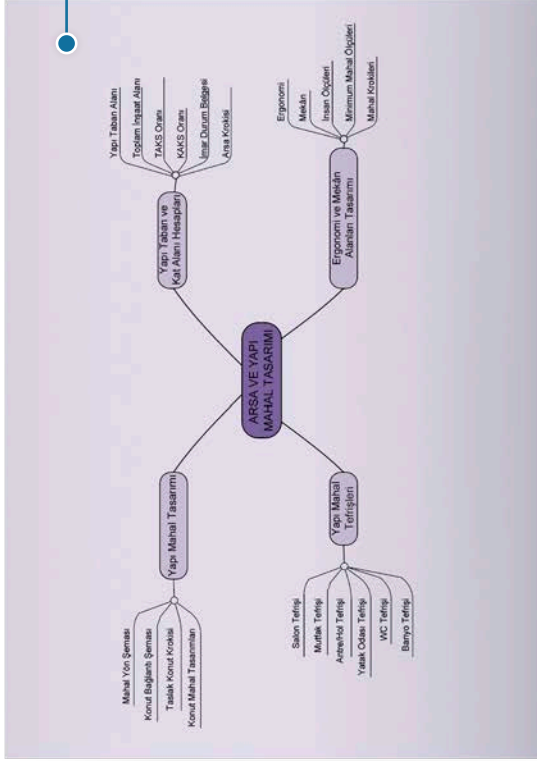 ARSA VE YAPI
MAHAL TASARIMI
Yapı Mahal Tasarımı
Mahal Yön Şeması
Konut Bağlantı Şeması
Taslak Konut Krokisi
Konut Mahal Tasarımları
Yapı Taban ve
Kat Alanı Hesapları
Yapı Taban Alanı
Toplam İnşaat Alanı
TAKS Oranı
KAKS Oranı
İmar Durum Belgesi
Arsa Krokisi
Yapı Mahal
Tefrişleri
Salon Tefrişi
Mutfak Tefrişi
Antre/Hol Tefrişi
Yatak Odası Tefrişi
WC Tefrişi
Banyo Tefrişi
Ergonomi ve Mekân
Alanları Tasarımı
Ergonomi
Mekân
İnsan Ölçüleri
Minimum Mahal Ölçüleri
Mahal Krokileri